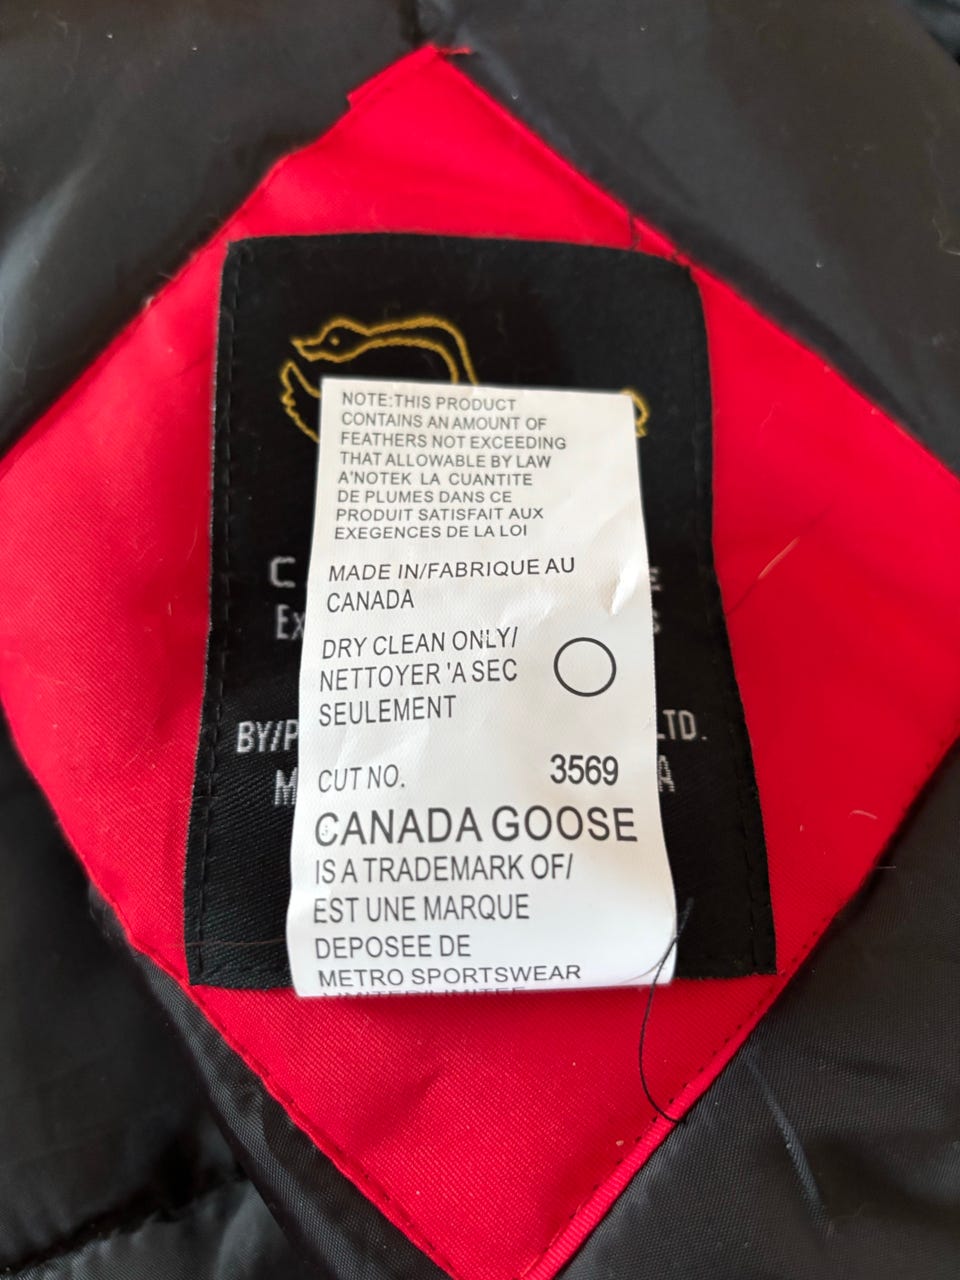 NOTE:THIS PRODUCT
CONTAINS AN AMOUNT OF
FEATHERS NOT EXCEEDING
THAT ALLOWABLE BY LAW
A'NOTEK LA CUANTITE
DE PLUMES DANS CE
PRODUIT SATISFAIT AUX
EXEGENCES DE LA LOI
MADE IN/FABRIQUE AU
CANADA
DRY CLEAN ONLY/
NETTOYER 'A SEC
SEULEMENT
CUT NO. 3569
CANADA GOOSE
IS A TRADEMARK OF/
EST UNE MARQUE
DEPOSEE DE
METRO SPORTSWEAR
BY/P LTD.